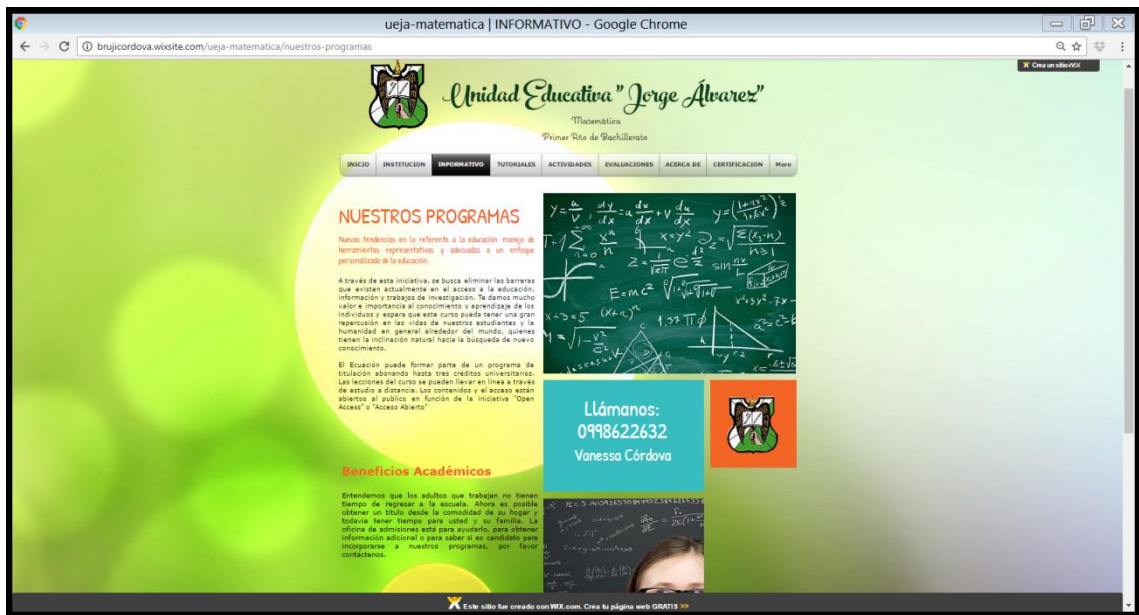 ueja-matematica | INFORMATIVO - Google Chrome
brujicordova.wixsite.com/ueja-matematica/nuestros-programas
Crea un sitio WIX
Unidad Educativa " Jorge Álvarez"
Matemática
Primer Año de Bachillerato
INICIO INSTITUCION INFORMATIVO TUTORIALES ACTIVIDADES EVALUACIONES ACERCA DE CERTIFICACION More
NUESTROS PROGRAMAS
Nuevas tendencias en lo referente a la educación manejo de
herramientas representativas y adecuadas a un enfoque
personalizado de la educación.
A través de esta iniciativa, se busca eliminar las barreras
que existen actualmente en el acceso a la educación,
información y trabajos de investigación. Te damos mucho
valor e importancia al conocimiento y aprendizaje de los
individuos y espera que este curso pueda tener una gran
repercusión en las vidas de nuestros estudiantes y la
humanidad en general alrededor del mundo, quienes
tienen la inclinación natural hacia la búsqueda de nuevo
conocimiento.
El Ecuación puede formar parte de un programa de
titulación abonando hasta tres créditos universitarios.
Las lecciones del curso se pueden llevar en línea a través
de estudio a distancia. Los contenidos y el acceso están
abiertos al publico en función de la iniciativa "Open
Access" o "Acceso Abierto"
Beneficios Académicos
Entendemos que los adultos que trabajan no tienen
tiempo de regresar a la escuela. Ahora es posible
obtener un título desde la comodidad de su hogar y
todavía tener tiempo para usted y su familia. La
oficina de admisiones está para ayudarlo, para obtener
información adicional o para saber si es candidato para
incorporarse a nuestros programas, por favor
contáctenos.
E=mc²
x+3=5
(x+a)ⁿ
1.37 π φ
Llámanos:
0998622632
Vanessa Córdova
Este sitio fue creado con WIX.com. Crea tu página web GRATIS >>